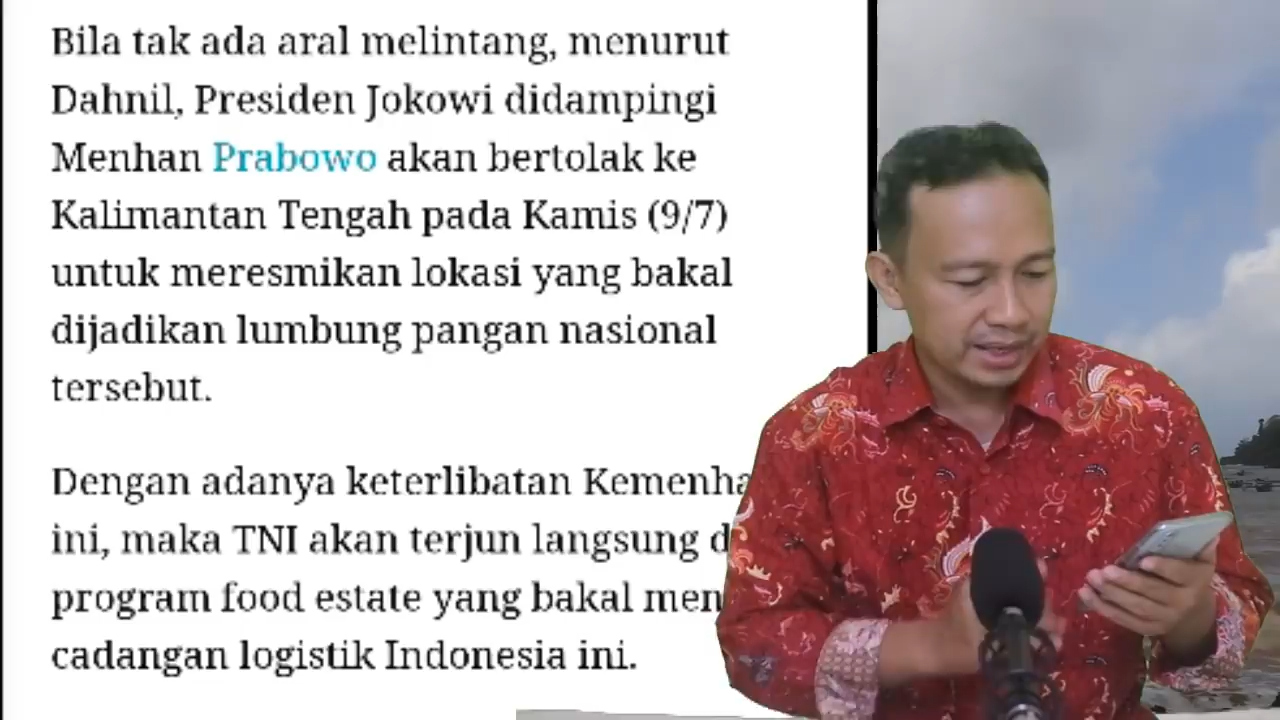 Bila tak ada aral melintang, menurut
Dahnil, Presiden Jokowi didampingi
Menhan Prabowo akan bertolak ke
Kalimantan Tengah pada Kamis (9/7)
untuk meresmikan lokasi yang bakal
dijadikan lumbung pangan nasional
tersebut.
Dengan adanya keterlibatan
ini, maka TNI akan terjun langsung
program food estate yang bakal
cadangan logistik Indonesia ini.